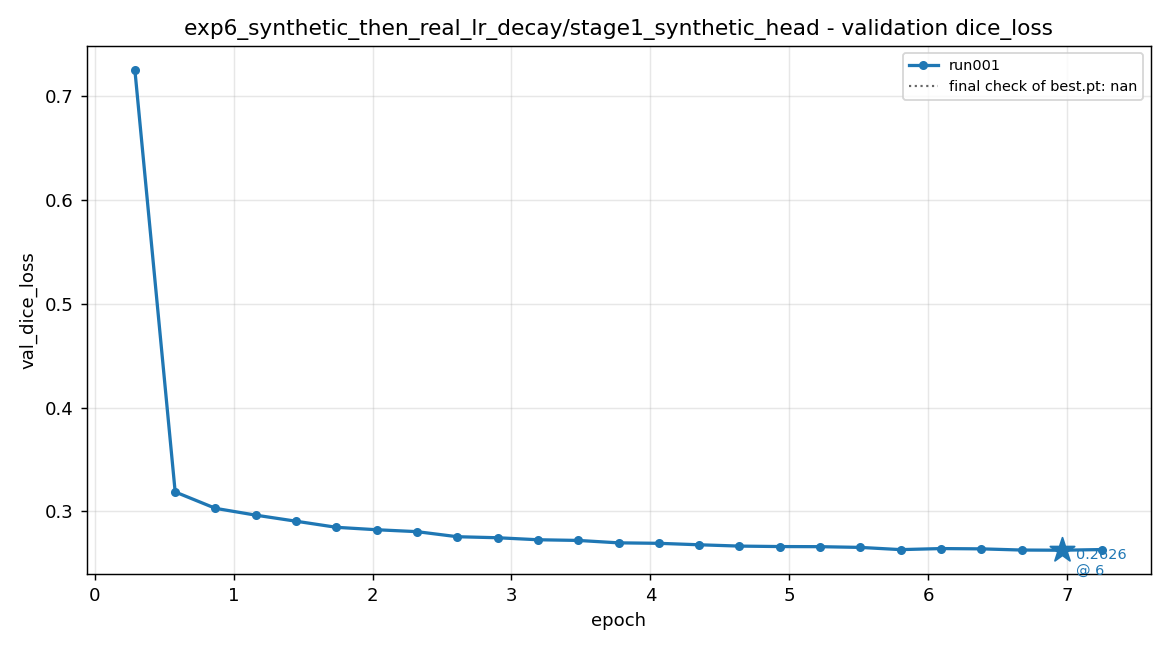 exp6_synthetic_then_real_lr_decay/stage1_synthetic_head - validation dice_loss
run001
final check of best.pt: nan
val_dice_loss
0.7
0.6
0.5
0.4
0.3
0.2626
@ 6
0 1 2 3 4 5 6 7
epoch